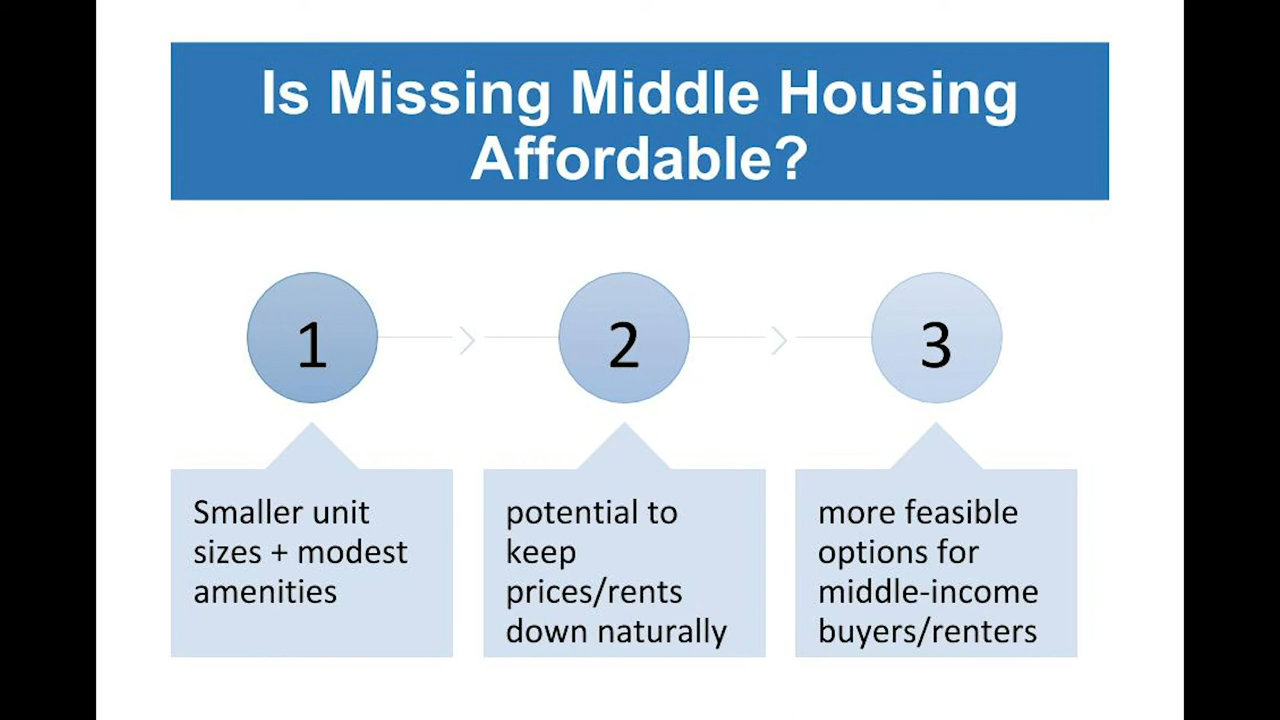 Is Missing Middle Housing
Affordable?
1
2
3
Smaller unit
sizes + modest
amenities
potential to
keep
prices/rents
down naturally
more feasible
options for
middle-income
buyers/renters